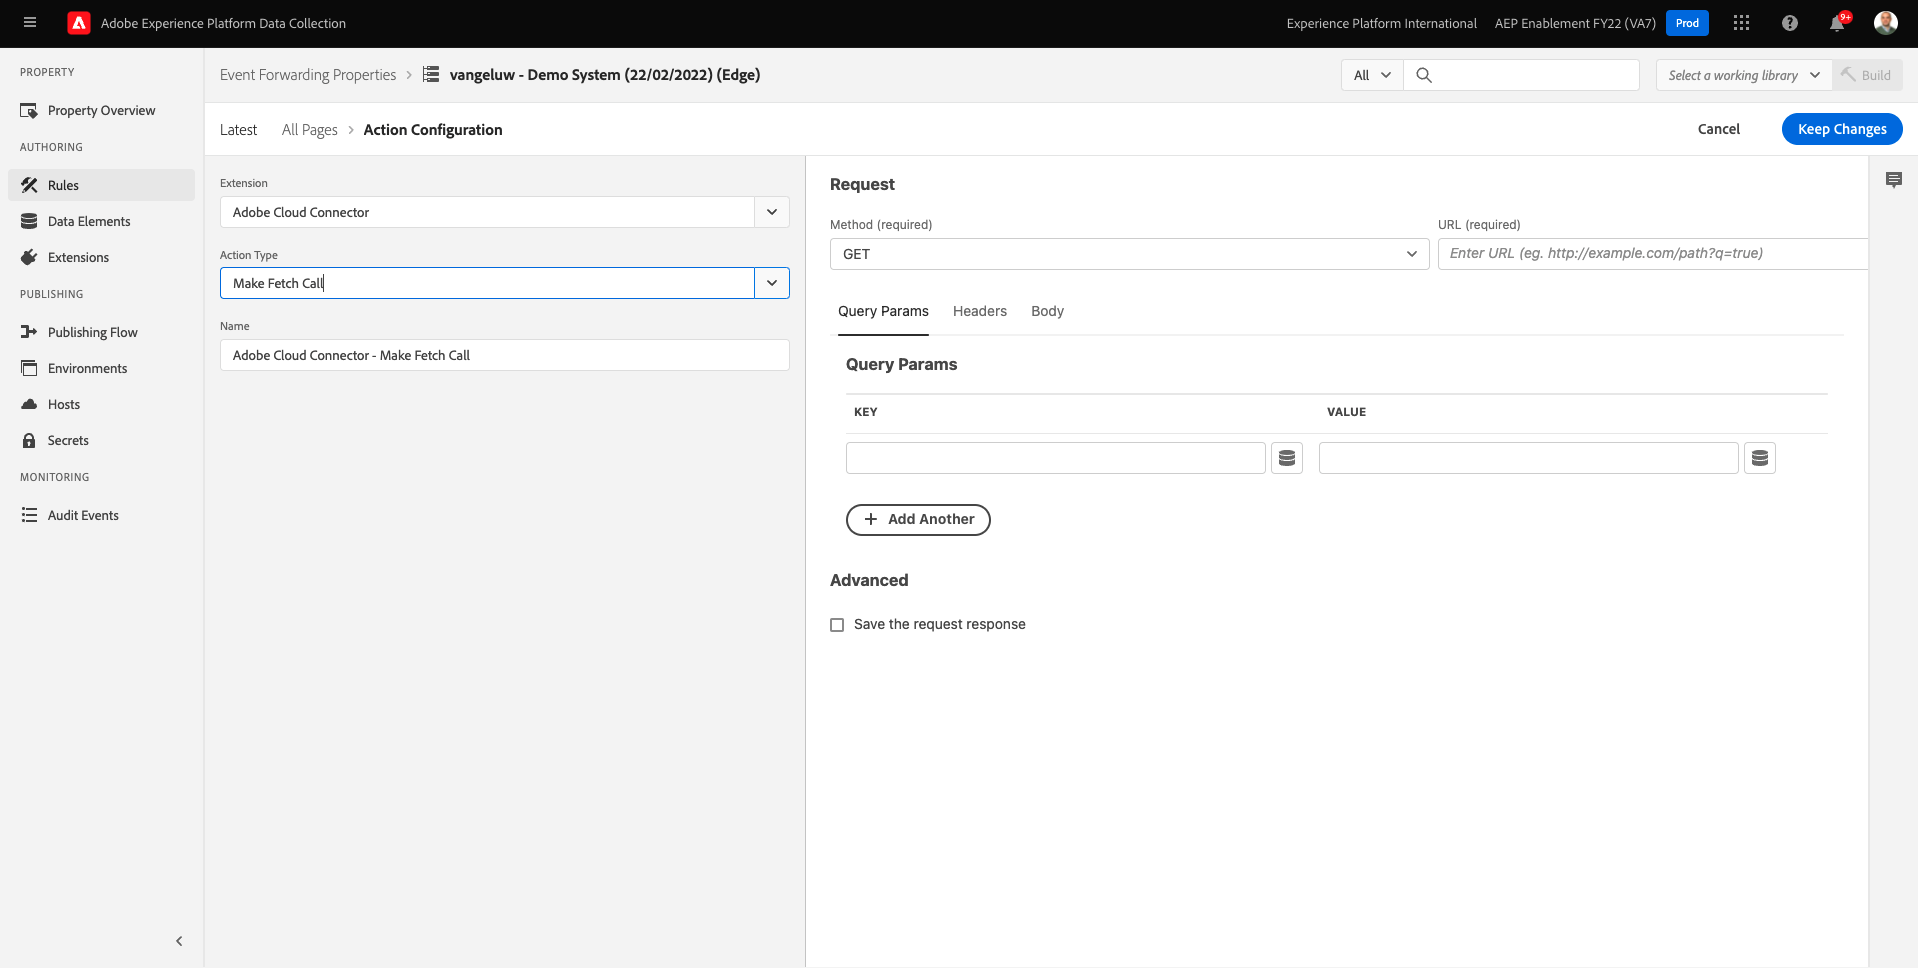 Adobe Experience Platform Data Collection
Experience Platform International
AEP Enablement FY22 (VA7)
Prod
9+
PROPERTY
Property Overview
AUTHORING
Rules
Data Elements
Extensions
PUBLISHING
Publishing Flow
Environments
Hosts
Secrets
MONITORING
Audit Events
Event Forwarding Properties > vangeluw - Demo System (22/02/2022) (Edge)
All
Select a working library
Build
Latest
All Pages > Action Configuration
Cancel
Keep Changes
Extension
Adobe Cloud Connector
Action Type
Make Fetch Call
Name
Adobe Cloud Connector - Make Fetch Call
Request
Method (required)
GET
URL (required)
Enter URL (eg. http://example.com/path?q=true)
Query Params
Headers
Body
Query Params
KEY
VALUE
+ Add Another
Advanced
Save the request response